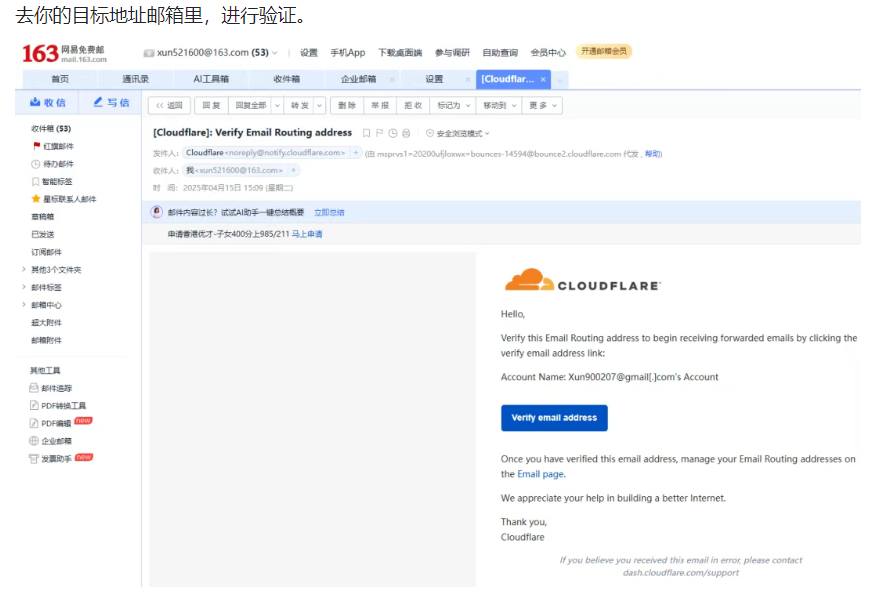 去你的目标地址邮箱里，进行验证。
163 网易免费邮 mail.163.com xun521600@163.com (53) 设置 手机App 下载桌面端 参与调研 自助查询 会员中心 开通邮箱会员
首页 通讯录 AI工具箱 收件箱 企业邮箱 × 设置 × [Cloudflar... ×
收信 写信 << 返回 回复 回复全部 转发 删除 举报 拒收 标记为 移动到 更多
收件箱 (53)
红旗邮件
待办邮件
智能标签
星标联系人邮件
草稿箱
已发送
订阅邮件
其他3个文件夹
邮件标签
邮箱中心
超大附件
邮箱附件
其他工具
邮件追踪
PDF转换工具
PDF编辑 new
企业邮箱
发票助手 new
[Cloudflare]: Verify Email Routing address 安全浏览模式
发件人： Cloudflare<noreply@notify.cloudflare.com> + (由 msprvs1=20200ufjloxwx=bounces-14594@bounce2.cloudflare.com 代发，帮助)
收件人： 我<xun521600@163.com> +
时 间： 2025年04月15日 15:09 (星期二)
邮件内容过长？试试AI助手一键总结概要 立即总结
申请香港优才-子女400分上985/211 马上申请
CLOUDFLARE
Hello,
Verify this Email Routing address to begin receiving forwarded emails by clicking the
verify email address link:
Account Name: Xun900207@gmail[.]com's Account
Verify email address
Once you have verified this email address, manage your Email Routing addresses on
the Email page.
We appreciate your help in building a better Internet.
Thank you,
Cloudflare
If you believe you received this email in error, please contact
dash.cloudflare.com/support